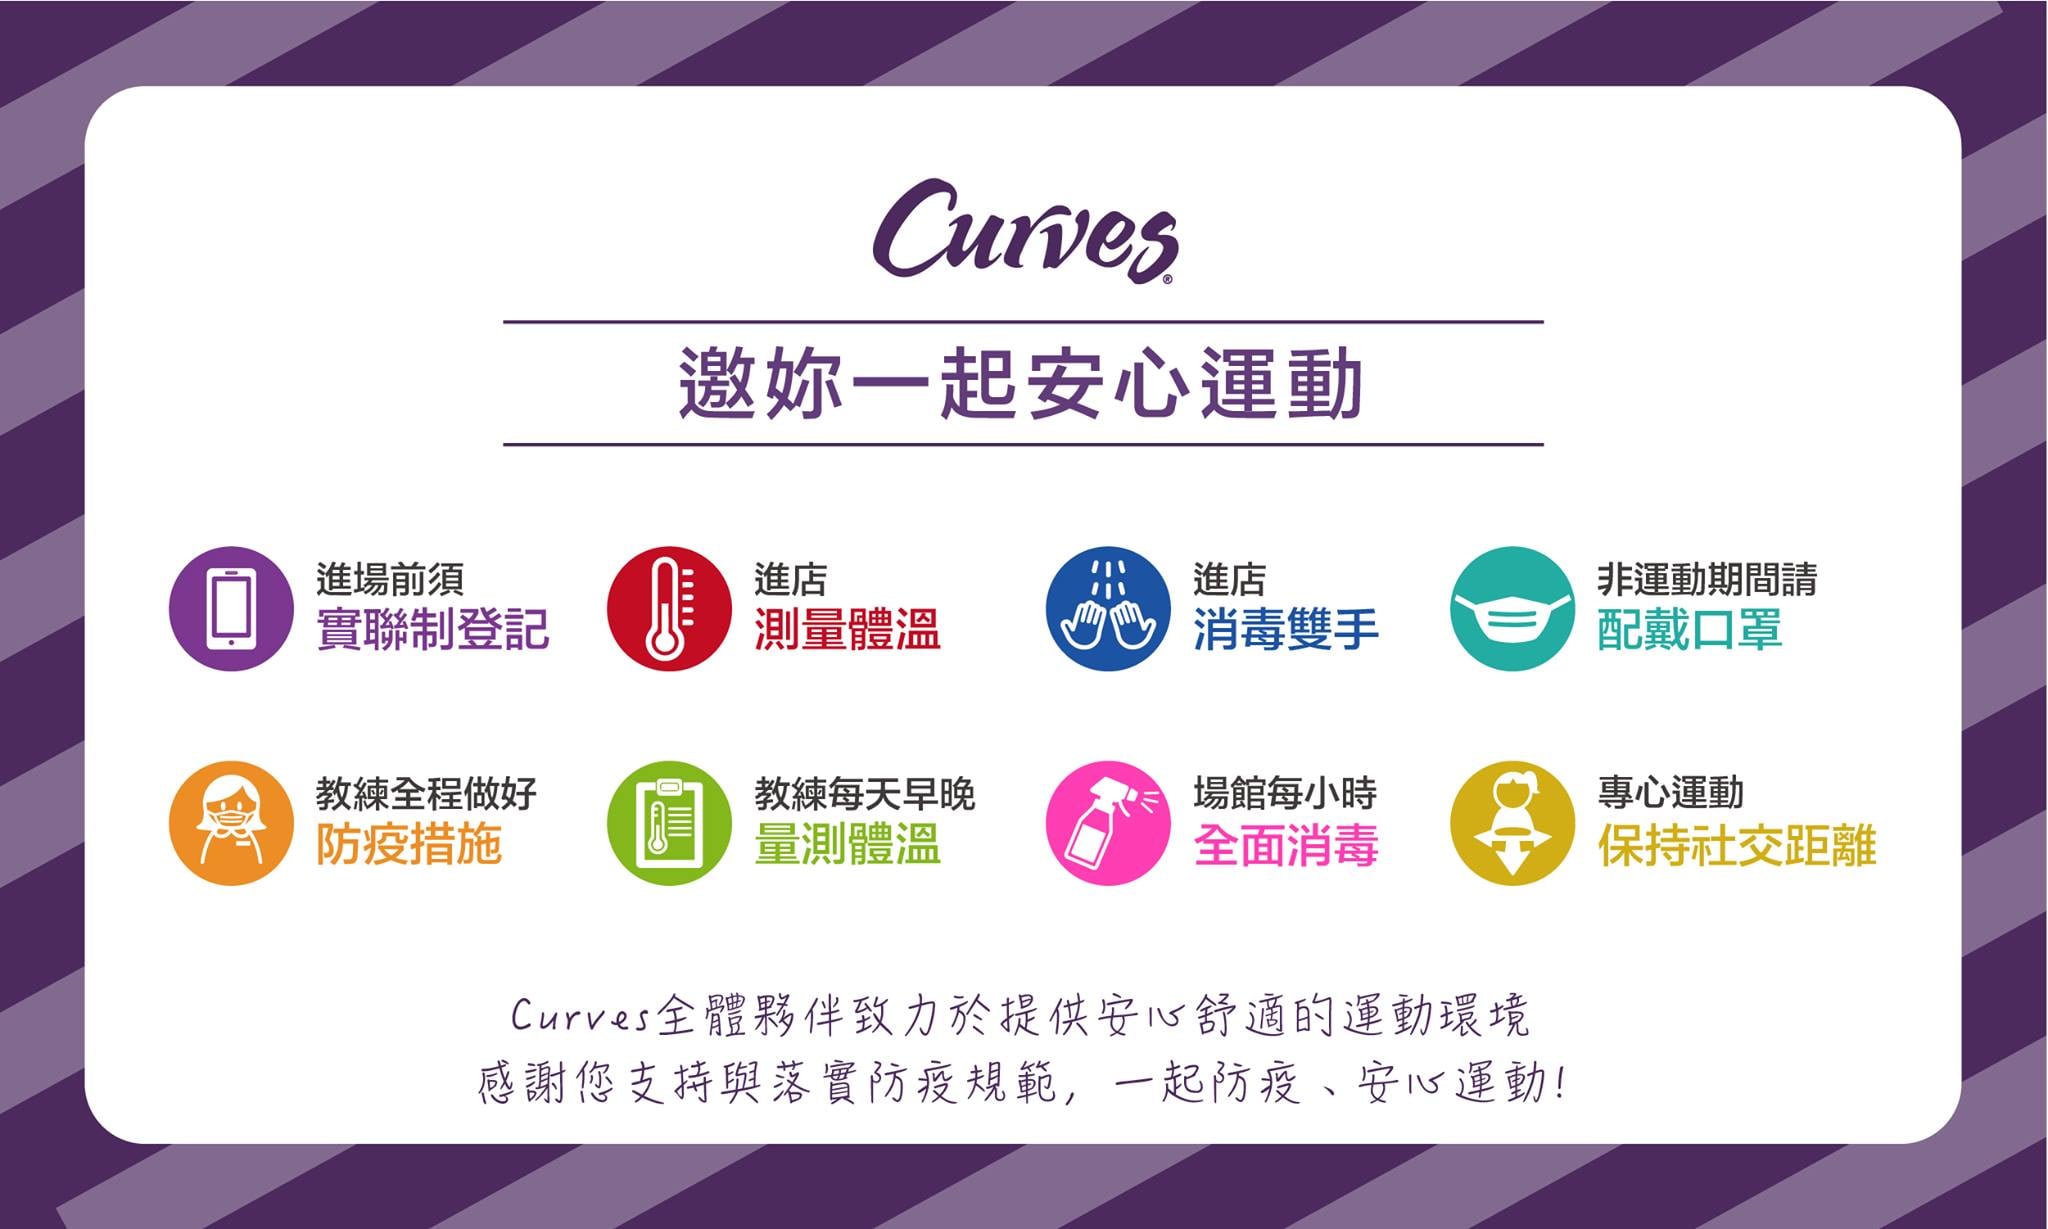 Curves®
邀妳一起安心運動
進場前須
實聯制登記
進店
測量體溫
進店
消毒雙手
非運動期間請
配戴口罩
教練全程做好
防疫措施
教練每天早晚
量測體溫
場館每小時
全面消毒
專心運動
保持社交距離
Curves全體夥伴致力於提供安心舒適的運動環境
感謝您支持與落實防疫規範, 一起防疫、安心運動!